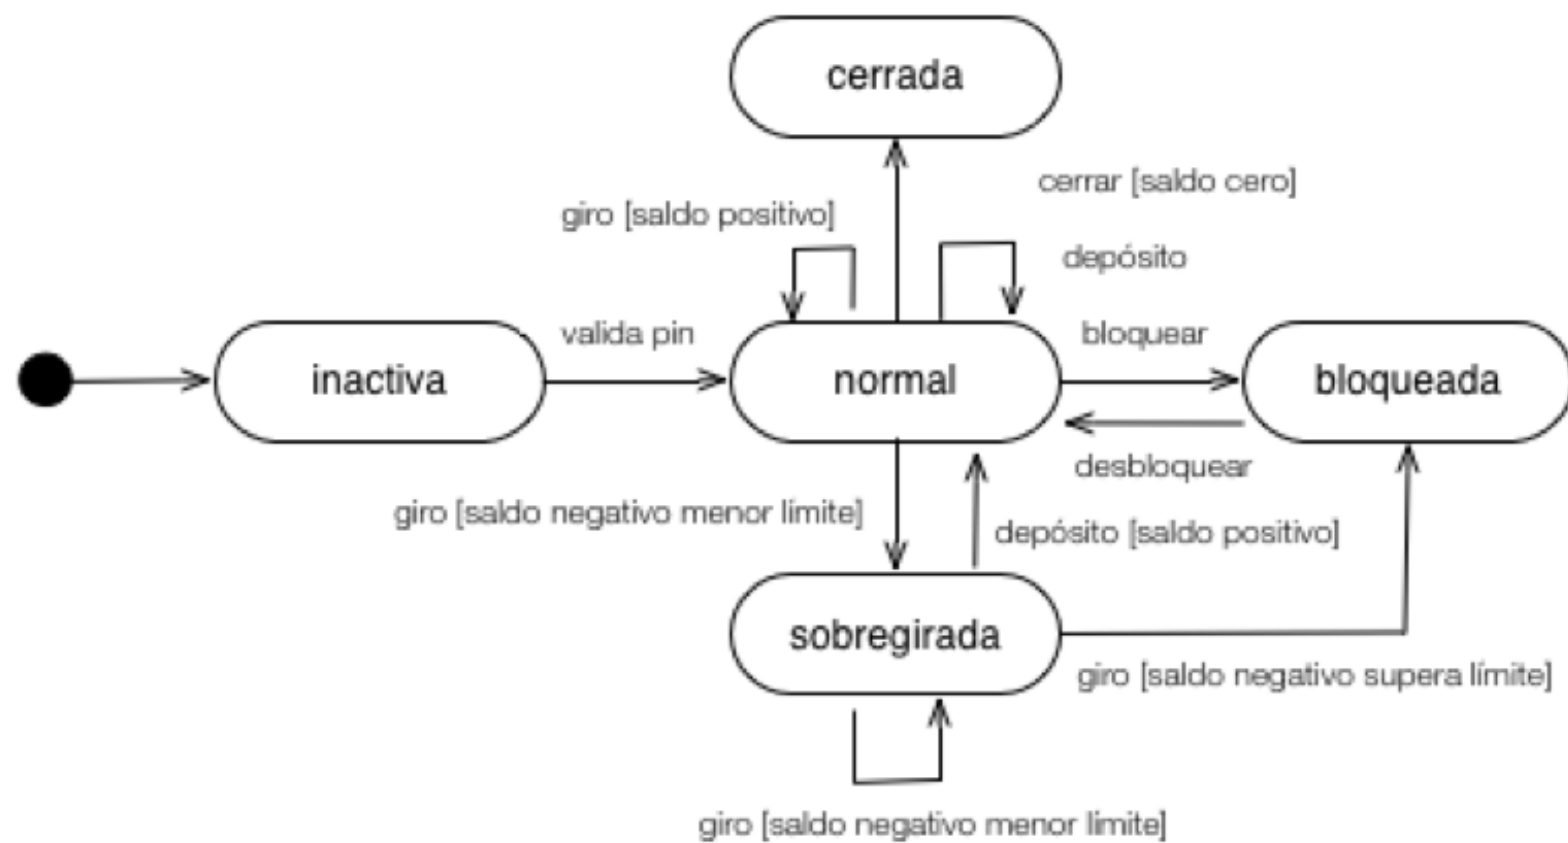 cerrada
cerrar [saldo cero]
giro [saldo positivo]
depósito
valida pin
bloquear
inactiva
normal
bloqueada
desbloquear
giro [saldo negativo menor límite]
depósito [saldo positivo]
sobregirada
giro [saldo negativo supera límite]
giro [saldo negativo menor límite]